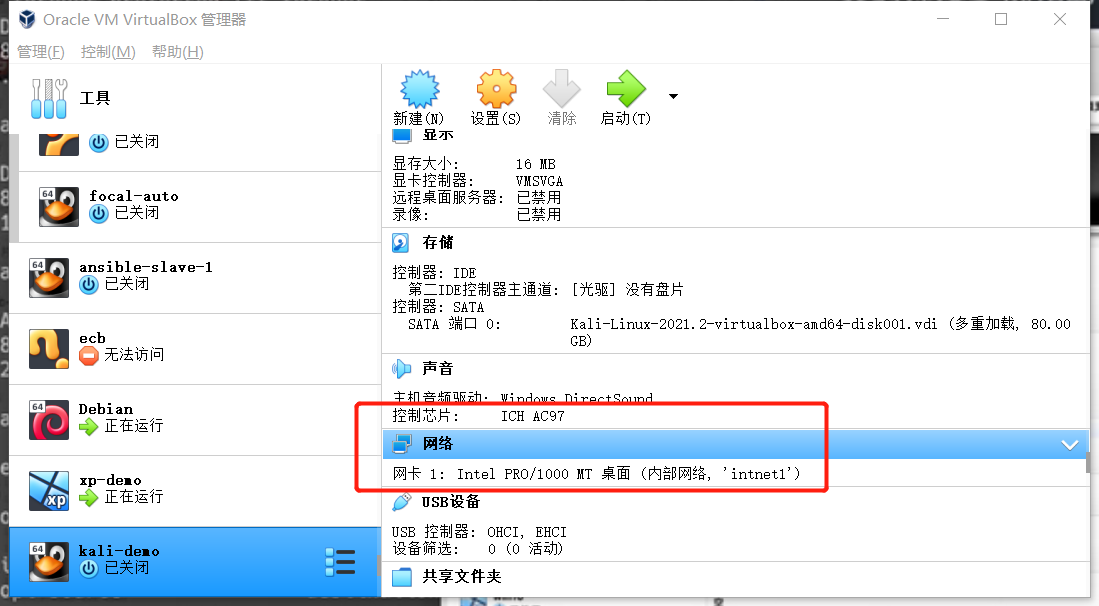 Oracle VM VirtualBox 管理器
管理(F) 控制(M) 帮助(H)
工具
已关闭
focal-auto
已关闭
ansible-slave-1
已关闭
ecb
无法访问
Debian
正在运行
xp-demo
正在运行
kali-demo
已关闭
新建(N) 设置(S) 清除 启动(T)
显示
显存大小: 16 MB
显卡控制器: VMSVGA
远程桌面服务器: 已禁用
录像: 已禁用
存储
控制器: IDE
第二IDE控制器主通道: [光驱] 没有盘片
控制器: SATA
SATA 端口 0: Kali-Linux-2021.2-virtualbox-amd64-disk001.vdi (多重加载, 80.00
GB)
声音
主机音频驱动: Windows DirectSound
控制芯片: ICH AC97
网络
网卡 1: Intel PRO/1000 MT 桌面 (内部网络, 'intnet1')
USB设备
USB 控制器: OHCI, EHCI
设备筛选: 0 (0 活动)
共享文件夹